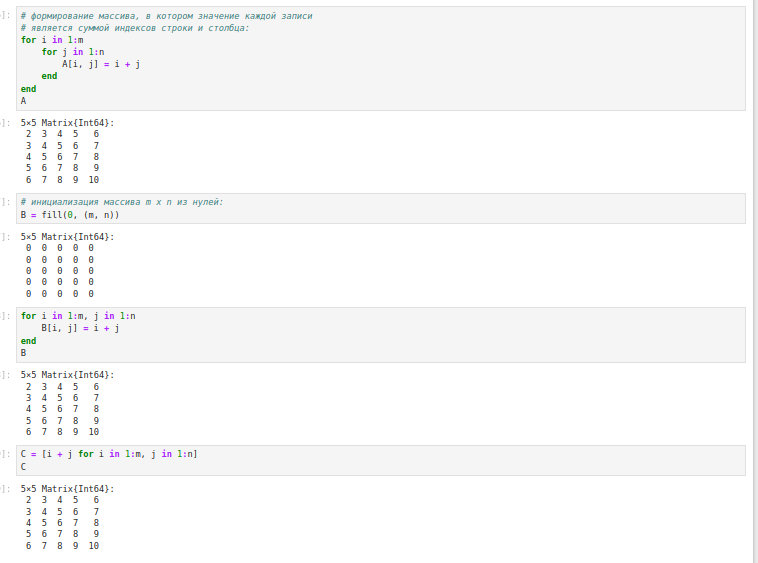 ]:
# формирование массива, в котором значение каждой записи
# является суммой индексов строки и столбца:
for i in 1:m
    for j in 1:n
        A[i, j] = i + j
    end
end
A
]:
5×5 Matrix{Int64}:
 2  3  4  5   6
 3  4  5  6   7
 4  5  6  7   8
 5  6  7  8   9
 6  7  8  9  10
]:
# инициализация массива m x n из нулей:
B = fill(0, (m, n))
]:
5×5 Matrix{Int64}:
 0  0  0  0  0
 0  0  0  0  0
 0  0  0  0  0
 0  0  0  0  0
 0  0  0  0  0
]:
for i in 1:m, j in 1:n
    B[i, j] = i + j
end
B
]:
5×5 Matrix{Int64}:
 2  3  4  5   6
 3  4  5  6   7
 4  5  6  7   8
 5  6  7  8   9
 6  7  8  9  10
]:
C = [i + j for i in 1:m, j in 1:n]
C
]:
5×5 Matrix{Int64}:
 2  3  4  5   6
 3  4  5  6   7
 4  5  6  7   8
 5  6  7  8   9
 6  7  8  9  10